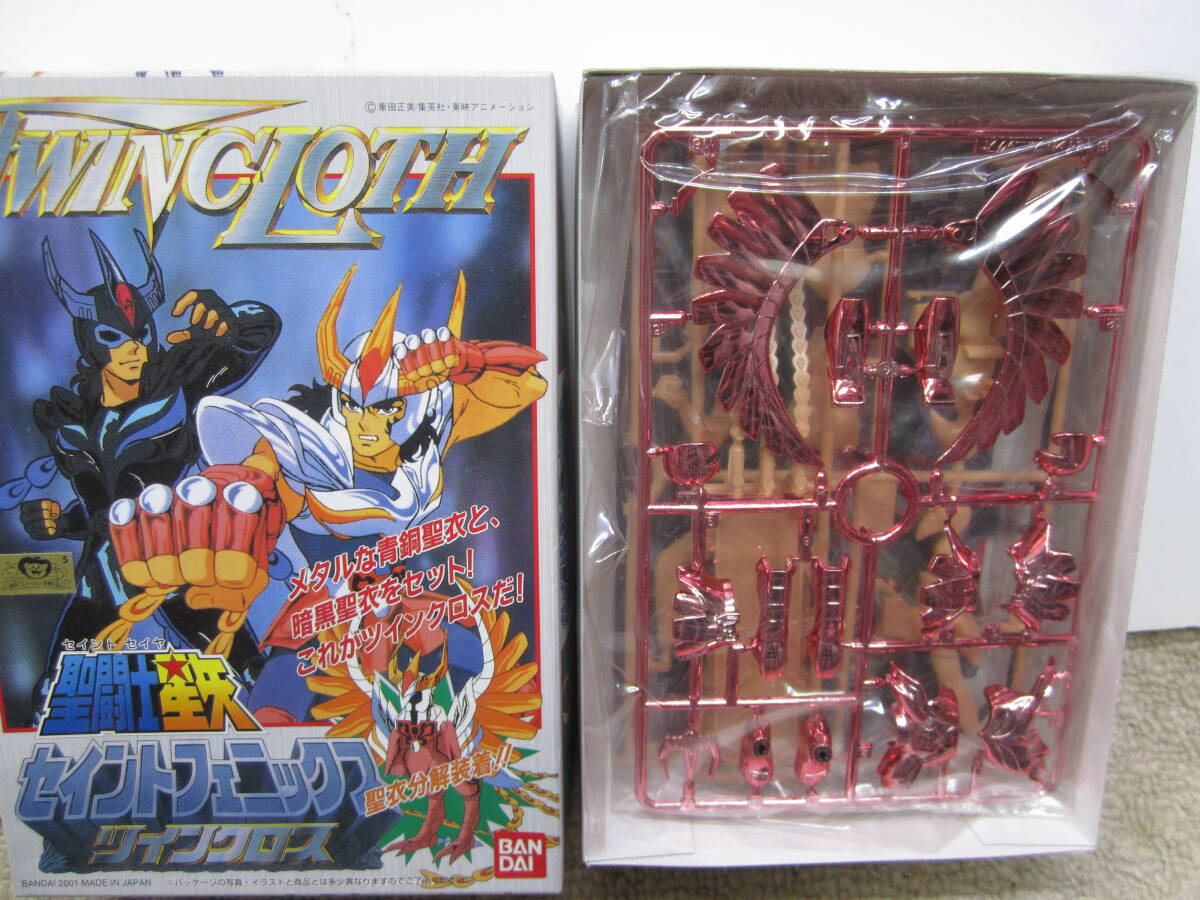 ©車田正美/集英社・東映アニメーション
TWINCLOTH
メタルな青銅聖衣と、
暗黒聖衣をセット!
これがツインクロスだ!
セイント セイヤ
聖闘士星矢
セイントフェニックス
ツインクロス
聖衣分解装着!!
BAN
DAI
BANDAI 2001 MADE IN JAPAN